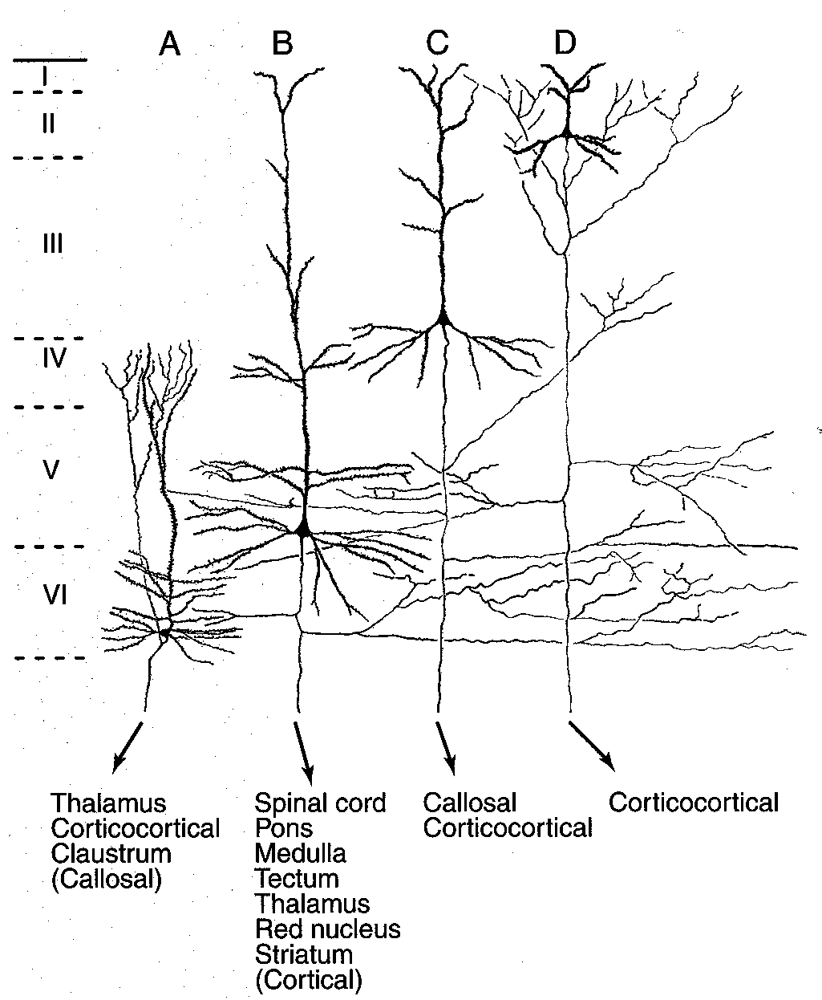 A B C D
I
II
III
IV
V
VI
Thalamus
Corticocortical
Claustrum
(Callosal)
Spinal cord
Pons
Medulla
Tectum
Thalamus
Red nucleus
Striatum
(Cortical)
Callosal
Corticocortical
Corticocortical